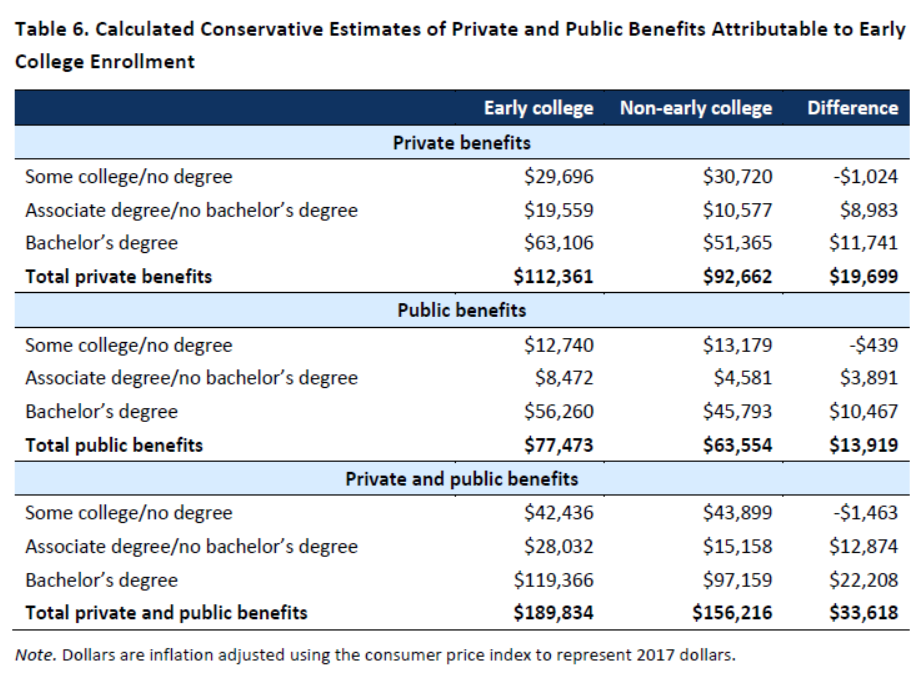 Table 6. Calculated Conservative Estimates of Private and Public Benefits Attributable to Early
College Enrollment
Early college Non-early college Difference
Private benefits
Some college/no degree $29,696 $30,720 -$1,024
Associate degree/no bachelor’s degree $19,559 $10,577 $8,983
Bachelor’s degree $63,106 $51,365 $11,741
Total private benefits $112,361 $92,662 $19,699
Public benefits
Some college/no degree $12,740 $13,179 -$439
Associate degree/no bachelor’s degree $8,472 $4,581 $3,891
Bachelor’s degree $56,260 $45,793 $10,467
Total public benefits $77,473 $63,554 $13,919
Private and public benefits
Some college/no degree $42,436 $43,899 -$1,463
Associate degree/no bachelor’s degree $28,032 $15,158 $12,874
Bachelor’s degree $119,366 $97,159 $22,208
Total private and public benefits $189,834 $156,216 $33,618
Note. Dollars are inflation adjusted using the consumer price index to represent 2017 dollars.